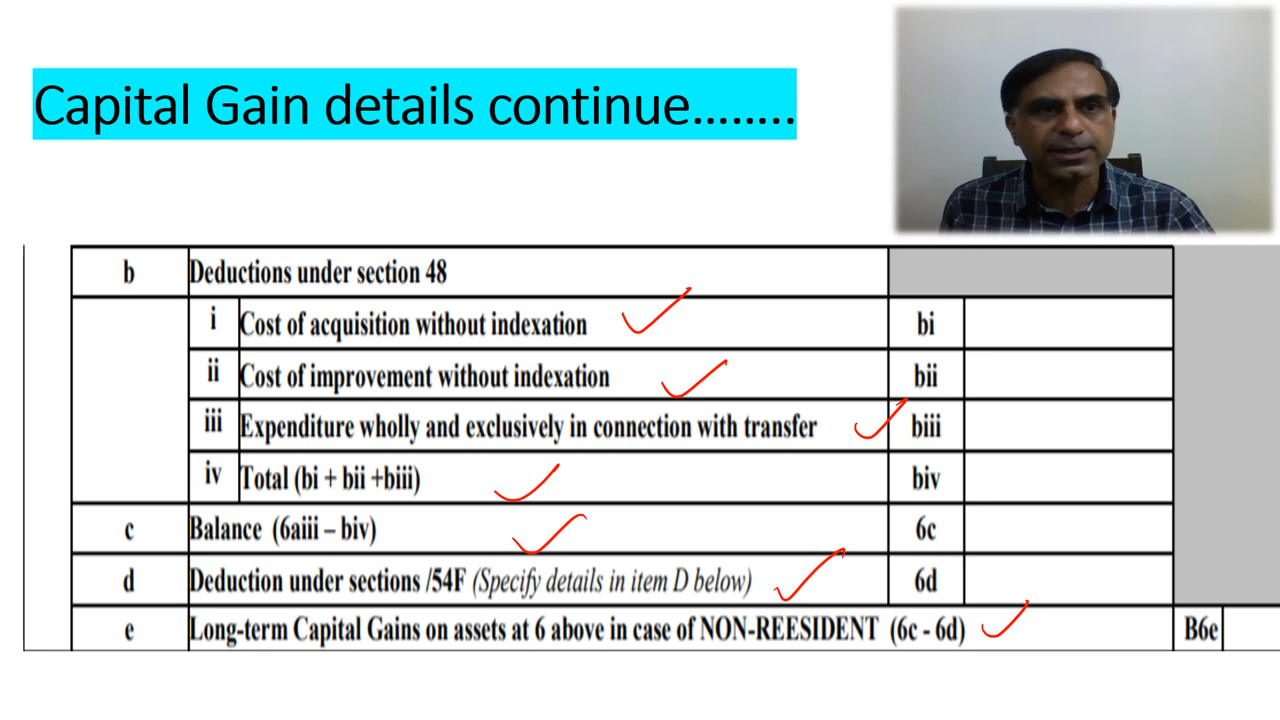 Capital Gain details continue……..
b Deductions under section 48
i Cost of acquisition without indexation bi
ii Cost of improvement without indexation bii
iii Expenditure wholly and exclusively in connection with transfer biii
iv Total (bi + bii +biii) biv
c Balance (6aiii – biv) 6c
d Deduction under sections /54F (Specify details in item D below) 6d
e Long-term Capital Gains on assets at 6 above in case of NON-REESIDENT (6c - 6d) B6e